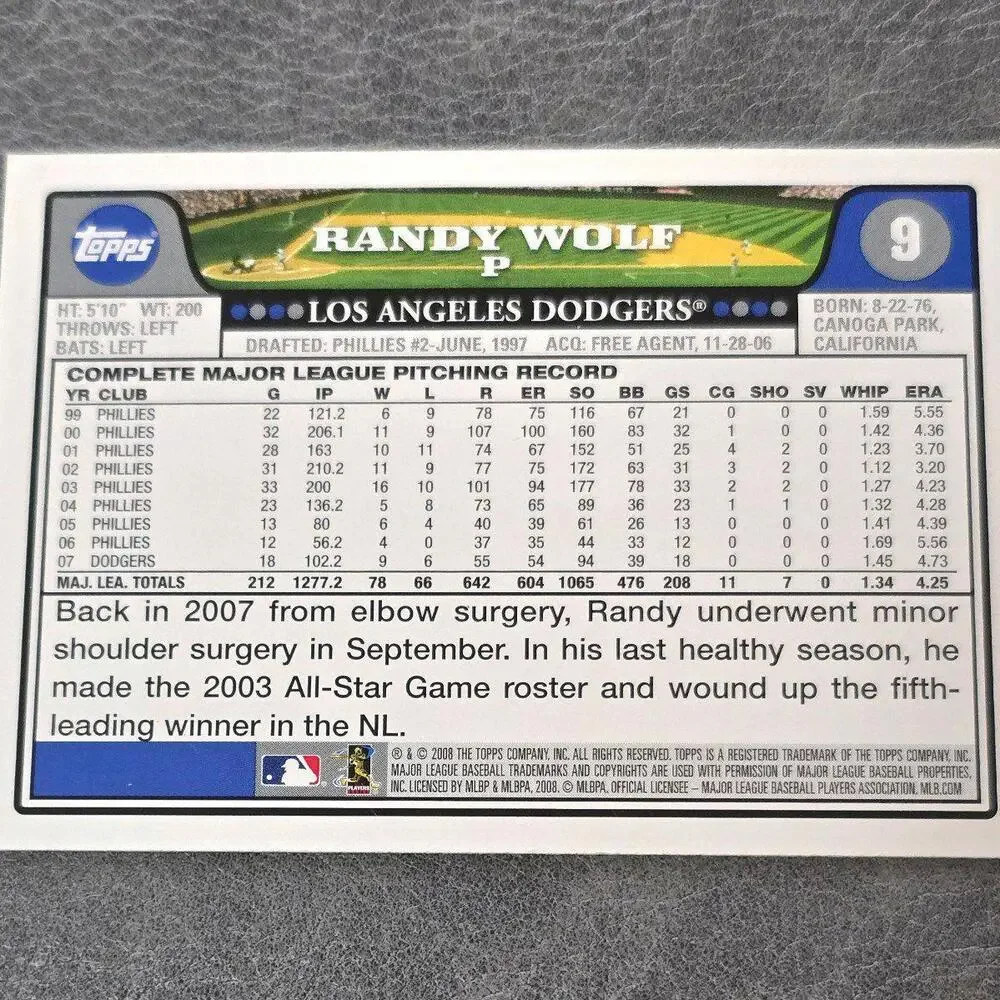 TOPPS
RANDY WOLF
P
9
HT: 5'10" WT: 200
THROWS: LEFT
BATS: LEFT
LOS ANGELES DODGERS®
DRAFTED: PHILLIES #2-JUNE, 1997 ACQ: FREE AGENT, 11-28-06
BORN: 8-22-76,
CANOGA PARK,
CALIFORNIA
COMPLETE MAJOR LEAGUE PITCHING RECORD
YR CLUB G IP W L R ER SO BB GS CG SHO SV WHIP ERA
99 PHILLIES 22 121.2 6 9 78 75 116 67 21 0 0 0 1.59 5.55
00 PHILLIES 32 206.1 11 9 107 100 160 83 32 1 0 0 1.42 4.36
01 PHILLIES 28 163 10 11 74 67 152 51 25 4 2 0 1.23 3.70
02 PHILLIES 31 210.2 11 9 77 75 172 63 31 3 2 0 1.12 3.20
03 PHILLIES 33 200 16 10 101 94 177 78 33 2 2 0 1.27 4.23
04 PHILLIES 23 136.2 5 8 73 65 89 36 23 1 1 0 1.32 4.28
05 PHILLIES 13 80 6 4 40 39 61 26 13 0 0 0 1.41 4.39
06 PHILLIES 12 56.2 4 0 37 35 44 33 12 0 0 0 1.69 5.56
07 DODGERS 18 102.2 9 6 55 54 94 39 18 0 0 0 1.45 4.73
MAJ. LEA. TOTALS 212 1277.2 78 66 642 604 1065 476 208 11 7 0 1.34 4.25
Back in 2007 from elbow surgery, Randy underwent minor
shoulder surgery in September. In his last healthy season, he
made the 2003 All-Star Game roster and wound up the fifth-
leading winner in the NL.
PLAYERS
® & © 2008 THE TOPPS COMPANY, INC. ALL RIGHTS RESERVED. TOPPS IS A REGISTERED TRADEMARK OF THE TOPPS COMPANY, INC.
MAJOR LEAGUE BASEBALL TRADEMARKS AND COPYRIGHTS ARE USED WITH PERMISSION OF MAJOR LEAGUE BASEBALL PROPERTIES,
INC. LICENSED BY MLBP & MLBPA, 2008. © MLBPA, OFFICIAL LICENSEE – MAJOR LEAGUE BASEBALL PLAYERS ASSOCIATION. MLB.COM